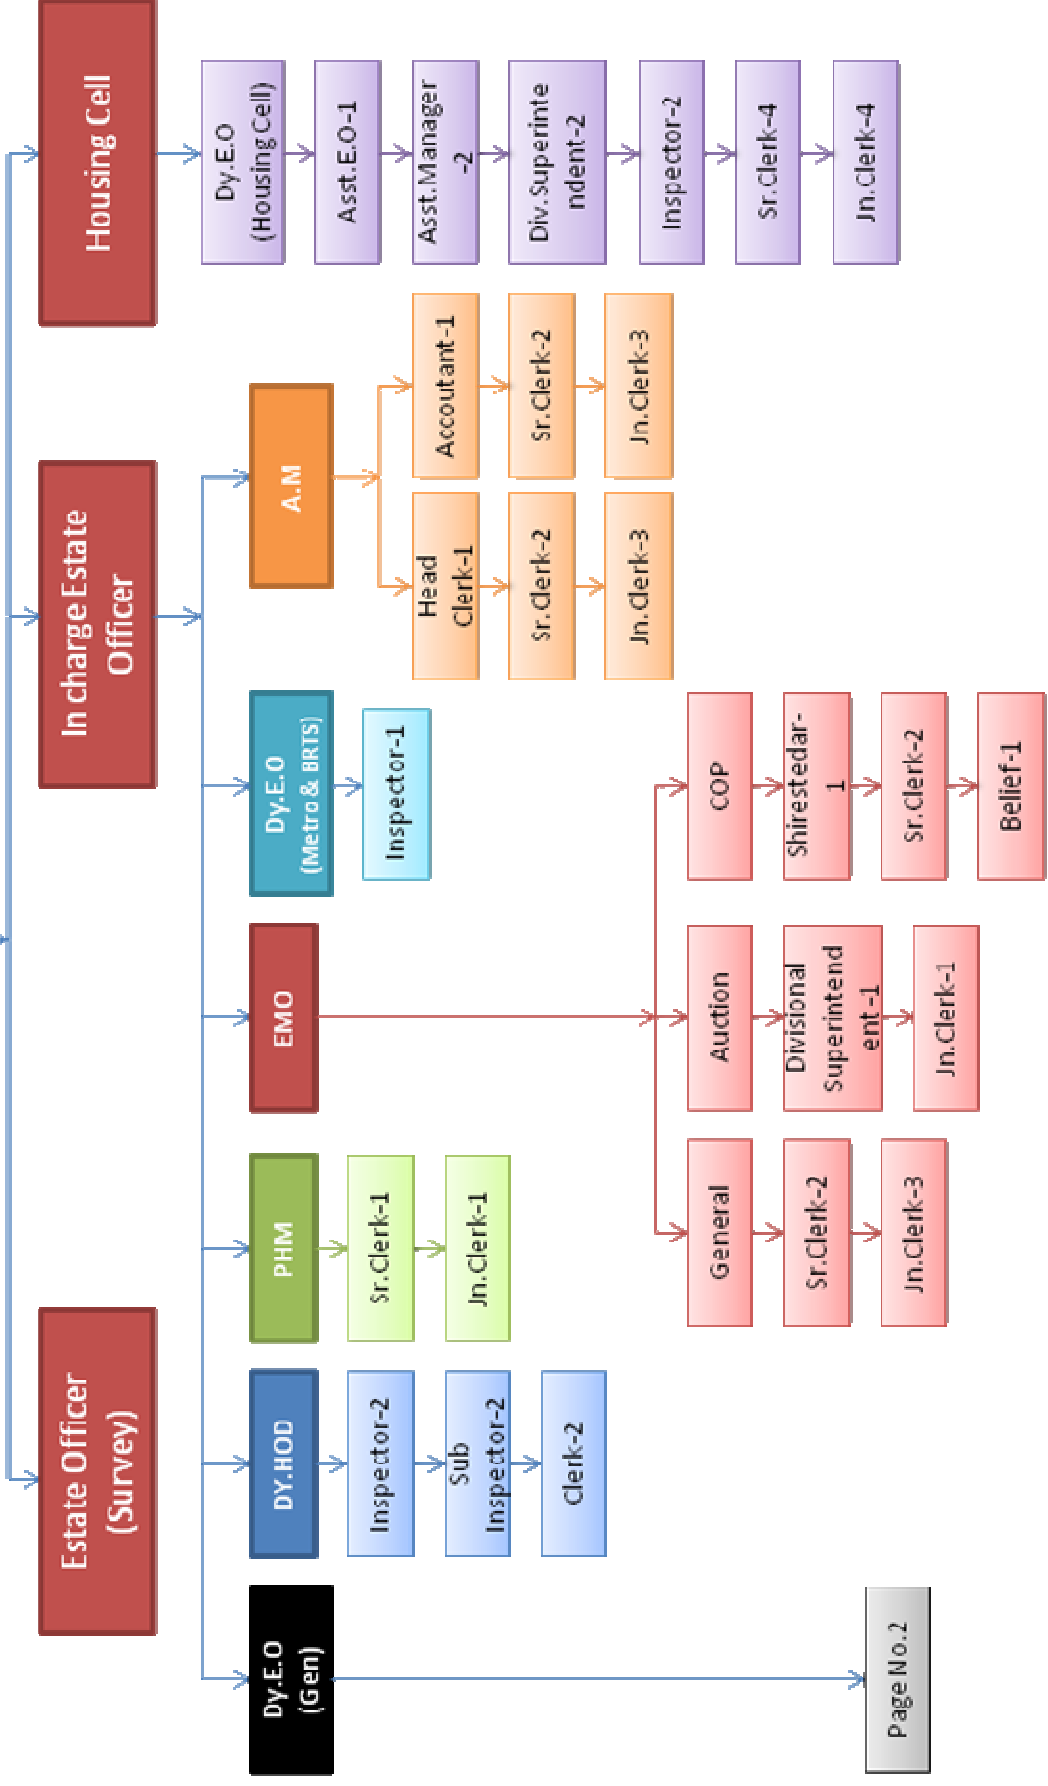 Estate Officer
(Survey)
In charge Estate
Officer
Housing Cell
Dy.E.O
(Gen)
DY.HOD
PHM
EMO
Dy.E.O
(Metro & BRTS)
A.M
Dy.E.O
(Housing Cell)
Asst.E.O-1
Asst.Manager
-2
Div.Superinte
ndent-2
Inspector-2
Sr.Clerk-4
Jn.Clerk-4
Page No.2
Inspector-2
Sub
Inspector-2
Clerk-2
Sr.Clerk-1
Jn.Clerk-1
General
Sr.Clerk-2
Jn.Clerk-3
Auction
Divisional
Superintend
ent-1
Jn.Clerk-1
COP
Shirestedar-
1
Sr.Clerk-2
Belief-1
Inspector-1
Head
Clerk-1
Sr.Clerk-2
Jn.Clerk-3
Accoutant-1
Sr.Clerk-2
Jn.Clerk-3